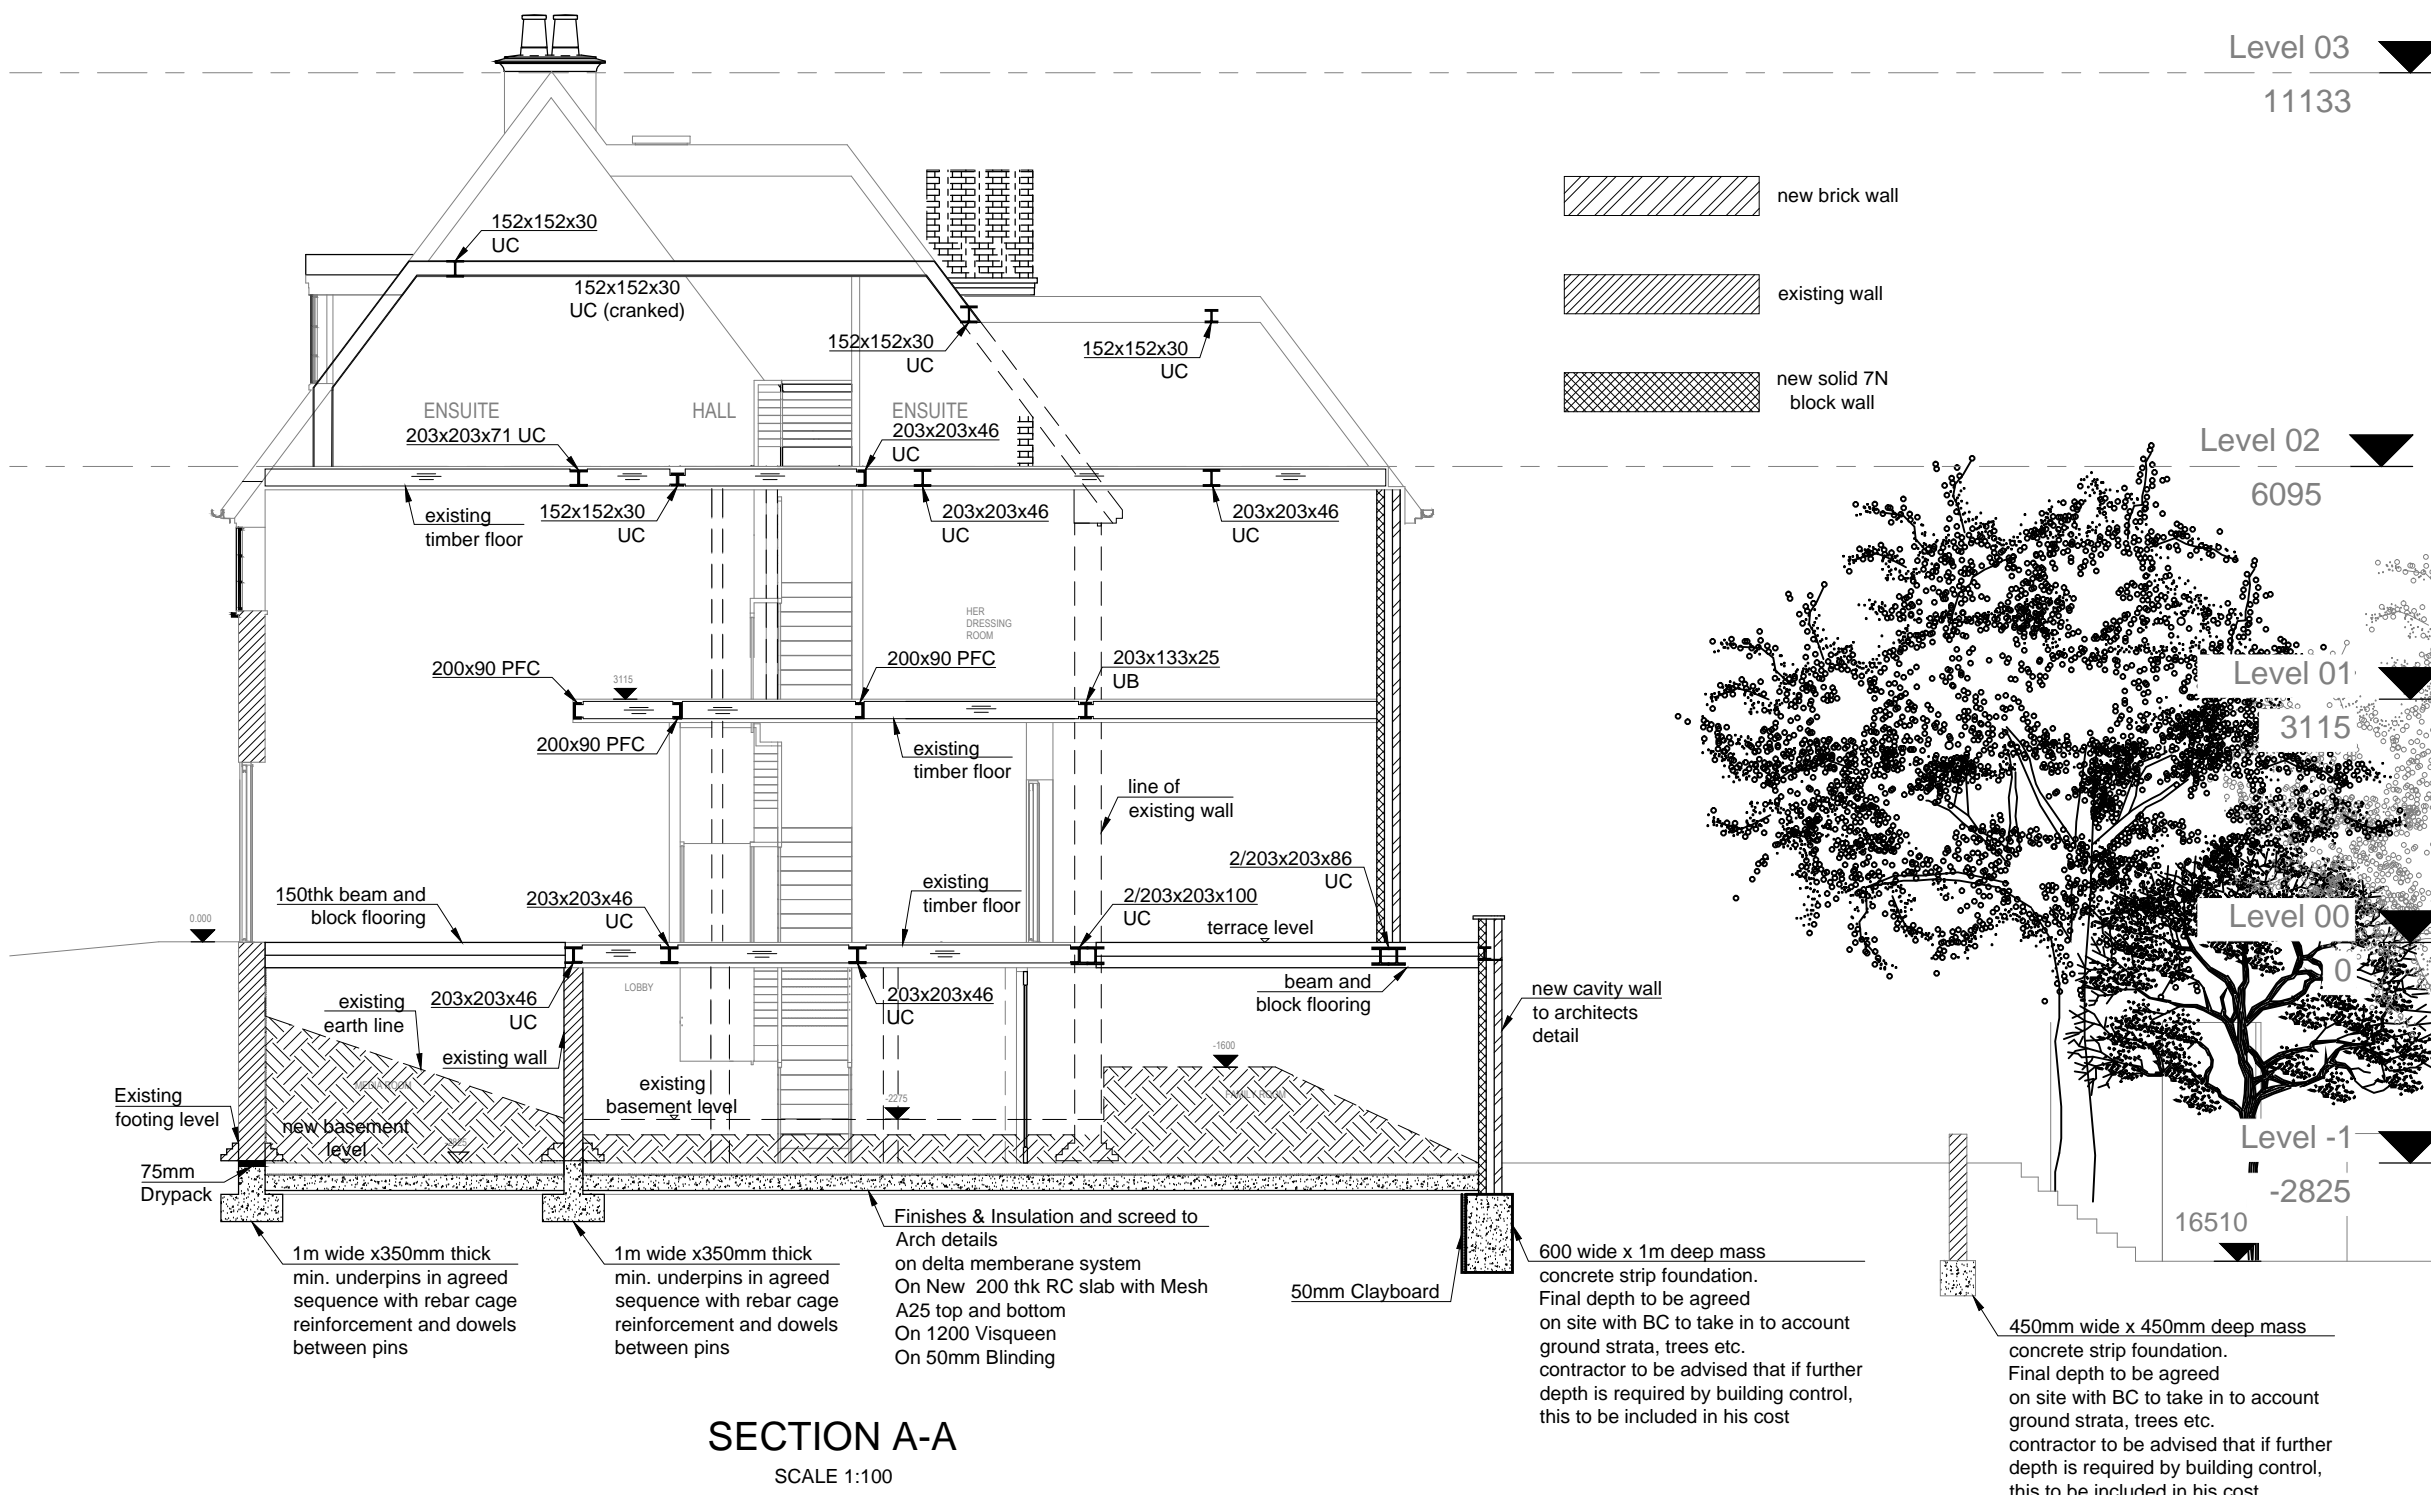 Level 03
11133
new brick wall
existing wall
new solid 7N
block wall
152x152x30
UC
152x152x30
UC (cranked)
152x152x30
UC
152x152x30
UC
ENSUITE
HALL
ENSUITE
203x203x71 UC
203x203x46
UC
Level 02
6095
existing
timber floor
152x152x30
UC
203x203x46
UC
203x203x46
UC
HER
DRESSING
ROOM
200x90 PFC
3115
200x90 PFC
203x133x25
UB
Level 01
3115
200x90 PFC
existing
timber floor
line of
existing wall
2/203x203x86
UC
150thk beam and
block flooring
203x203x46
UC
existing
timber floor
2/203x203x100
UC
terrace level
0.000
Level 00
0
LOBBY
existing
earth line
203x203x46
UC
203x203x46
UC
beam and
block flooring
new cavity wall
to architects
detail
existing wall
-1600
MEDIA ROOM
FAMILY ROOM
Existing
footing level
existing
basement level
-2275
new basement
level
-2825
Level -1
-2825
16510
75mm
Drypack
1m wide x350mm thick
min. underpins in agreed
sequence with rebar cage
reinforcement and dowels
between pins
1m wide x350mm thick
min. underpins in agreed
sequence with rebar cage
reinforcement and dowels
between pins
Finishes & Insulation and screed to
Arch details
on delta memberane system
On New 200 thk RC slab with Mesh
A25 top and bottom
On 1200 Visqueen
On 50mm Blinding
50mm Clayboard
600 wide x 1m deep mass
concrete strip foundation.
Final depth to be agreed
on site with BC to take in to account
ground strata, trees etc.
contractor to be advised that if further
depth is required by building control,
this to be included in his cost
450mm wide x 450mm deep mass
concrete strip foundation.
Final depth to be agreed
on site with BC to take in to account
ground strata, trees etc.
contractor to be advised that if further
depth is required by building control,
this to be included in his cost
SECTION A-A
SCALE 1:100